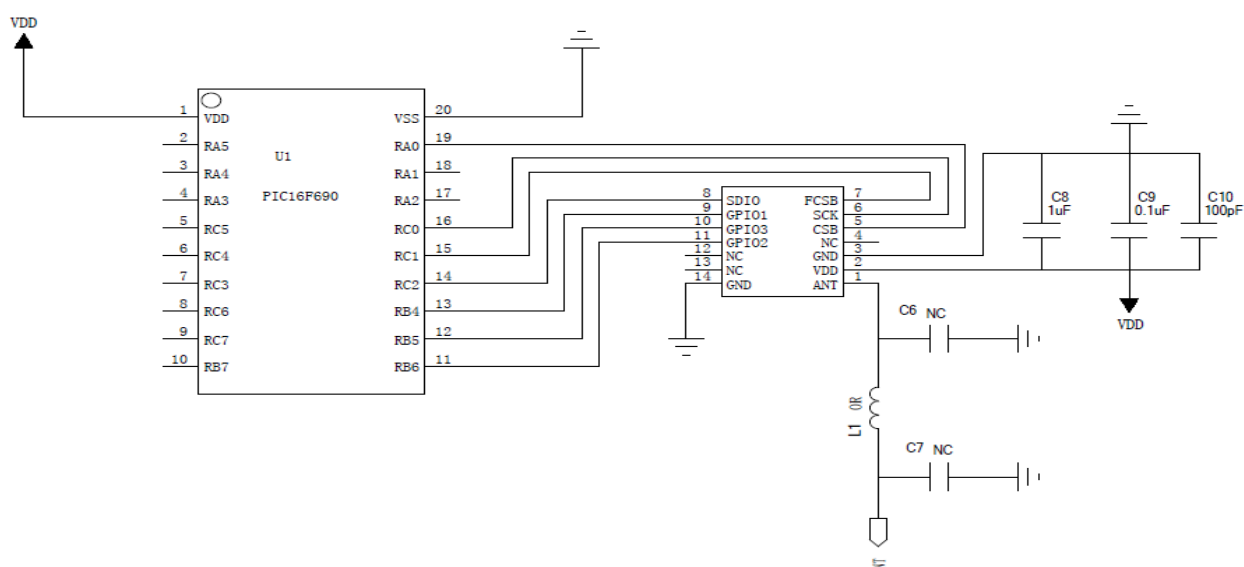 VDD
1 VDD VSS 20
2 RA5 RA0 19
U1
3 RA4 RA1 18
PIC16F690
4 RA3 RA2 17
5 RC5 RC0 16
6 RC4 RC1 15
7 RC3 RC2 14
8 RC6 RB4 13
9 RC7 RB5 12
10 RB7 RB6 11
8 SDIO FCSB 7
9 GPIO1 SCK 6
10 GPIO3 CSB 5
11 GPIO2 NC 4
12 NC GND 3
13 NC VDD 2
14 GND ANT 1
C8
1uF
C9
0.1uF
C10
100pF
VDD
C6 NC
L1 0R
C7 NC